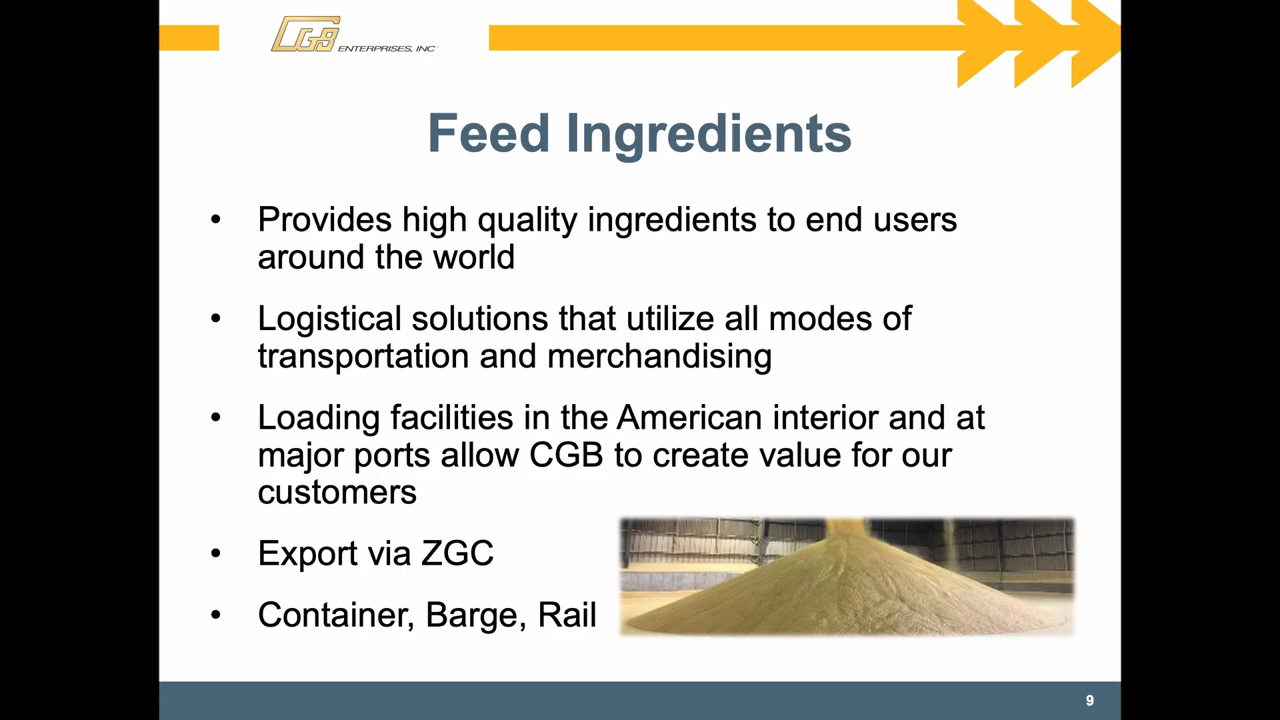 CGB ENTERPRISES, INC
Feed Ingredients
• Provides high quality ingredients to end users
around the world
• Logistical solutions that utilize all modes of
transportation and merchandising
• Loading facilities in the American interior and at
major ports allow CGB to create value for our
customers
• Export via ZGC
• Container, Barge, Rail
9